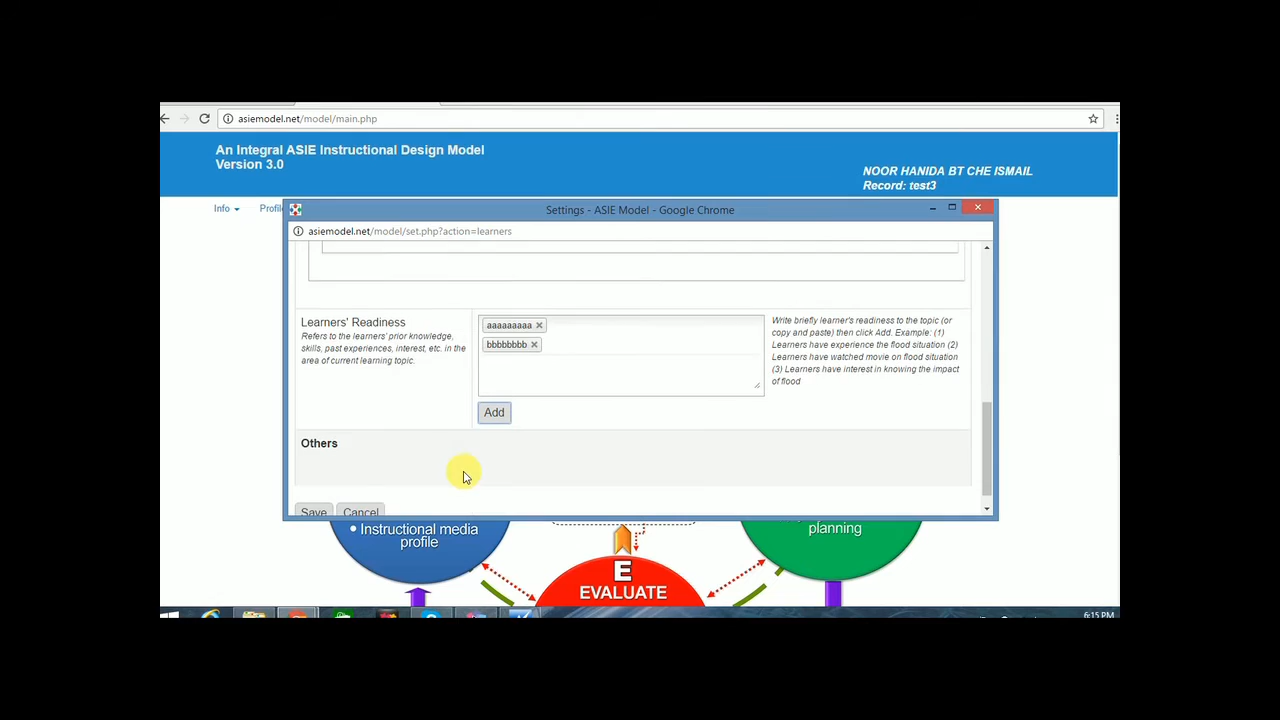 asiemodel.net/model/main.php
An Integral ASIE Instructional Design Model
Version 3.0
NOOR HANIDA BT CHE ISMAIL
Record: test3
Info
Settings - ASIE Model - Google Chrome
asiemodel.net/model/set.php?action=learners
Learners' Readiness
Refers to the learners' prior knowledge,
skills, past experiences, interest, etc. in the
area of current learning topic.
aaaaaaaaa
bbbbbbbb
Write briefly learner's readiness to the topic (or
copy and paste) then click Add. Example: (1)
Learners have experience the flood situation (2)
Learners have watched movie on flood situation
(3) Learners have interest in knowing the impact
of flood
Add
Others
Save Cancel
• Instructional media
profile
planning
E
EVALUATE
6:15 PM